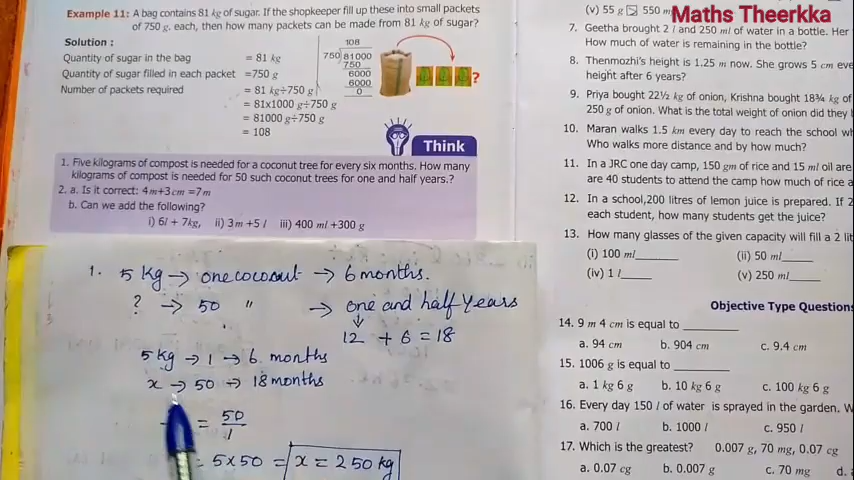 Maths Theerkka
Example 11: A bag contains 81 kg of sugar. If the shopkeeper fill up these into small packets
of 750 g. each, then how many packets can be made from 81 kg of sugar?
Solution :
Quantity of sugar in the bag = 81 kg
Quantity of sugar filled in each packet =750 g
Number of packets required = 81 kg÷750 g
= 81x1000 g÷750 g
= 81000 g÷750 g
= 108
108
750 81000
750
6000
6000
0
?
Think
1. Five kilograms of compost is needed for a coconut tree for every six months. How many
kilograms of compost is needed for 50 such coconut trees for one and half years.?
2. a. Is it correct: 4m+3cm =7m
b. Can we add the following?
i) 6l + 7kg, ii) 3m +5 l iii) 400 ml +300 g
1. 5 kg → one coconut → 6 months.
? → 50 " → one and half years
12 + 6 = 18
5 kg → 1 → 6 months
x → 50 → 18 months
= 50/1
= 5×50 = x = 250 kg
(v) 55 g 550 m
7. Geetha brought 2 l and 250 ml of water in a bottle. Her
How much of water is remaining in the bottle?
8. Thenmozhi's height is 1.25 m now. She grows 5 cm eve
height after 6 years?
9. Priya bought 22½ kg of onion, Krishna bought 18¾ kg of
250 g of onion. What is the total weight of onion did they
10. Maran walks 1.5 km every day to reach the school w
Who walks more distance and by how much?
11. In a JRC one day camp, 150 gm of rice and 15 ml oil are
are 40 students to attend the camp how much of rice a
12. In a school,200 litres of lemon juice is prepared. If 2
each student, how many students get the juice?
13. How many glasses of the given capacity will fill a 2 lit
(i) 100 ml (ii) 50 ml
(iv) 1 l (v) 250 ml
Objective Type Question
14. 9 m 4 cm is equal to
a. 94 cm b. 904 cm c. 9.4 cm
15. 1006 g is equal to
a. 1 kg 6 g b. 10 kg 6 g c. 100 kg 6 g
16. Every day 150 l of water is sprayed in the garden. W
a. 700 l b. 1000 l c. 950 l
17. Which is the greatest? 0.007 g, 70 mg, 0.07 cg
a. 0.07 cg b. 0.007 g c. 70 mg d.